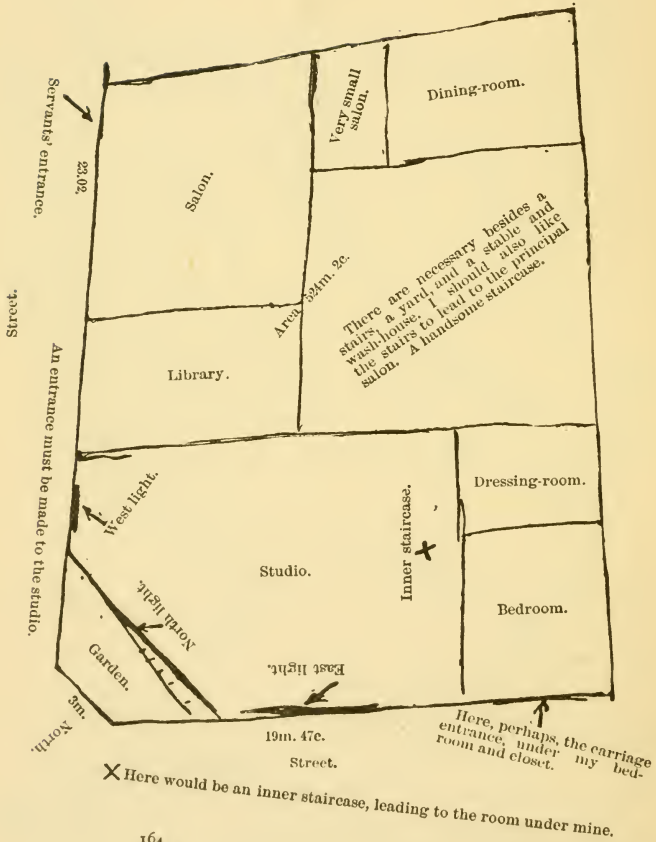 Dining-room.
Very small
salon.
Servants' entrance.
23.02.
Salon.
Street.
Area 524m. 2c.
There are necessary besides a
stairs, a yard, and a stable and
wash-house. I should also like
the stairs to lead to the principal
salon. A handsome staircase.
Library.
An entrance must be made to the studio.
West light.
Dressing-room.
Inner staircase.
Studio.
North light.
Bedroom.
Garden.
East light.
3m.
North.
19m. 47c.
Street.
Here, perhaps, the carriage
entrance, under my bed-
room and closet.
X Here would be an inner staircase, leading to the room under mine.
164